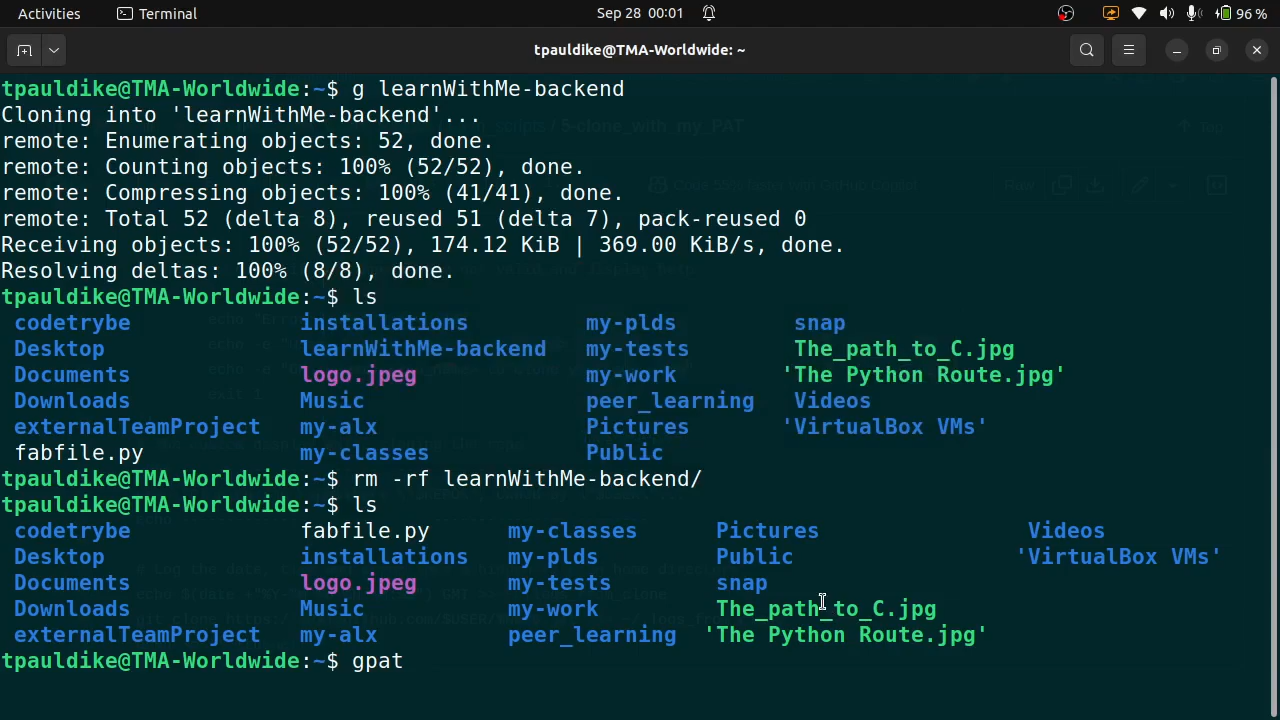 Activities Terminal Sep 28 00:01 96 %
tpauldike@TMA-Worldwide: ~
tpauldike@TMA-Worldwide:~$ g learnWithMe-backend
Cloning into 'learnWithMe-backend'...
remote: Enumerating objects: 52, done.
remote: Counting objects: 100% (52/52), done.
remote: Compressing objects: 100% (41/41), done.
remote: Total 52 (delta 8), reused 51 (delta 7), pack-reused 0
Receiving objects: 100% (52/52), 174.12 KiB | 369.00 KiB/s, done.
Resolving deltas: 100% (8/8), done.
tpauldike@TMA-Worldwide:~$ ls
codetrybe installations my-plds snap
Desktop learnWithMe-backend my-tests The_path_to_C.jpg
Documents logo.jpeg my-work 'The Python Route.jpg'
Downloads Music peer_learning Videos
externalTeamProject my-alx Pictures 'VirtualBox VMs'
fabfile.py my-classes Public
tpauldike@TMA-Worldwide:~$ rm -rf learnWithMe-backend/
tpauldike@TMA-Worldwide:~$ ls
codetrybe fabfile.py my-classes Pictures Videos
Desktop installations my-plds Public 'VirtualBox VMs'
Documents logo.jpeg my-tests snap
Downloads Music my-work The_path_to_C.jpg
externalTeamProject my-alx peer_learning 'The Python Route.jpg'
tpauldike@TMA-Worldwide:~$ gpat